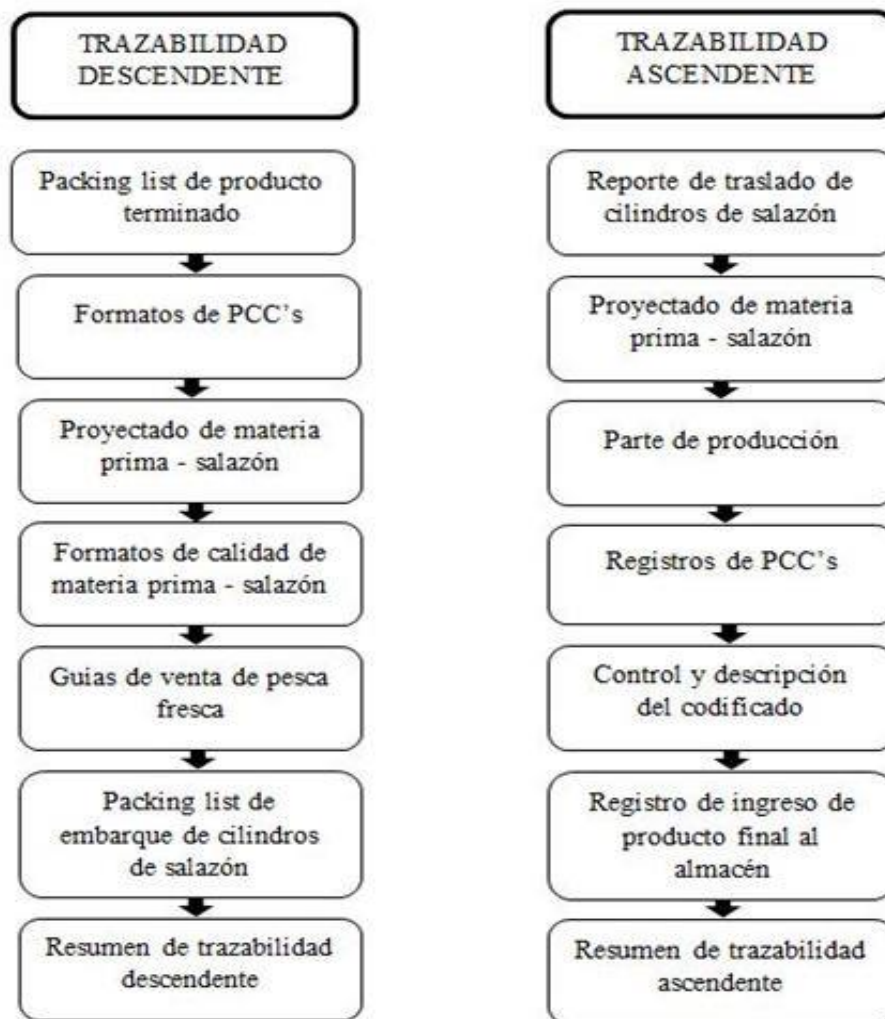 TRAZABILIDAD
DESCENDENTE
Packing list de producto
terminado
Formatos de PCC’s
Proyectado de materia
prima - salazón
Formatos de calidad de
materia prima - salazón
Guias de venta de pesca
fresca
Packing list de
embarque de cilindros
de salazón
Resumen de trazabilidad
descendente
TRAZABILIDAD
ASCENDENTE
Reporte de traslado de
cilindros de salazón
Proyectado de materia
prima - salazón
Parte de producción
Registros de PCC’s
Control y descripción
del codificado
Registro de ingreso de
producto final al
almacén
Resumen de trazabilidad
ascendente